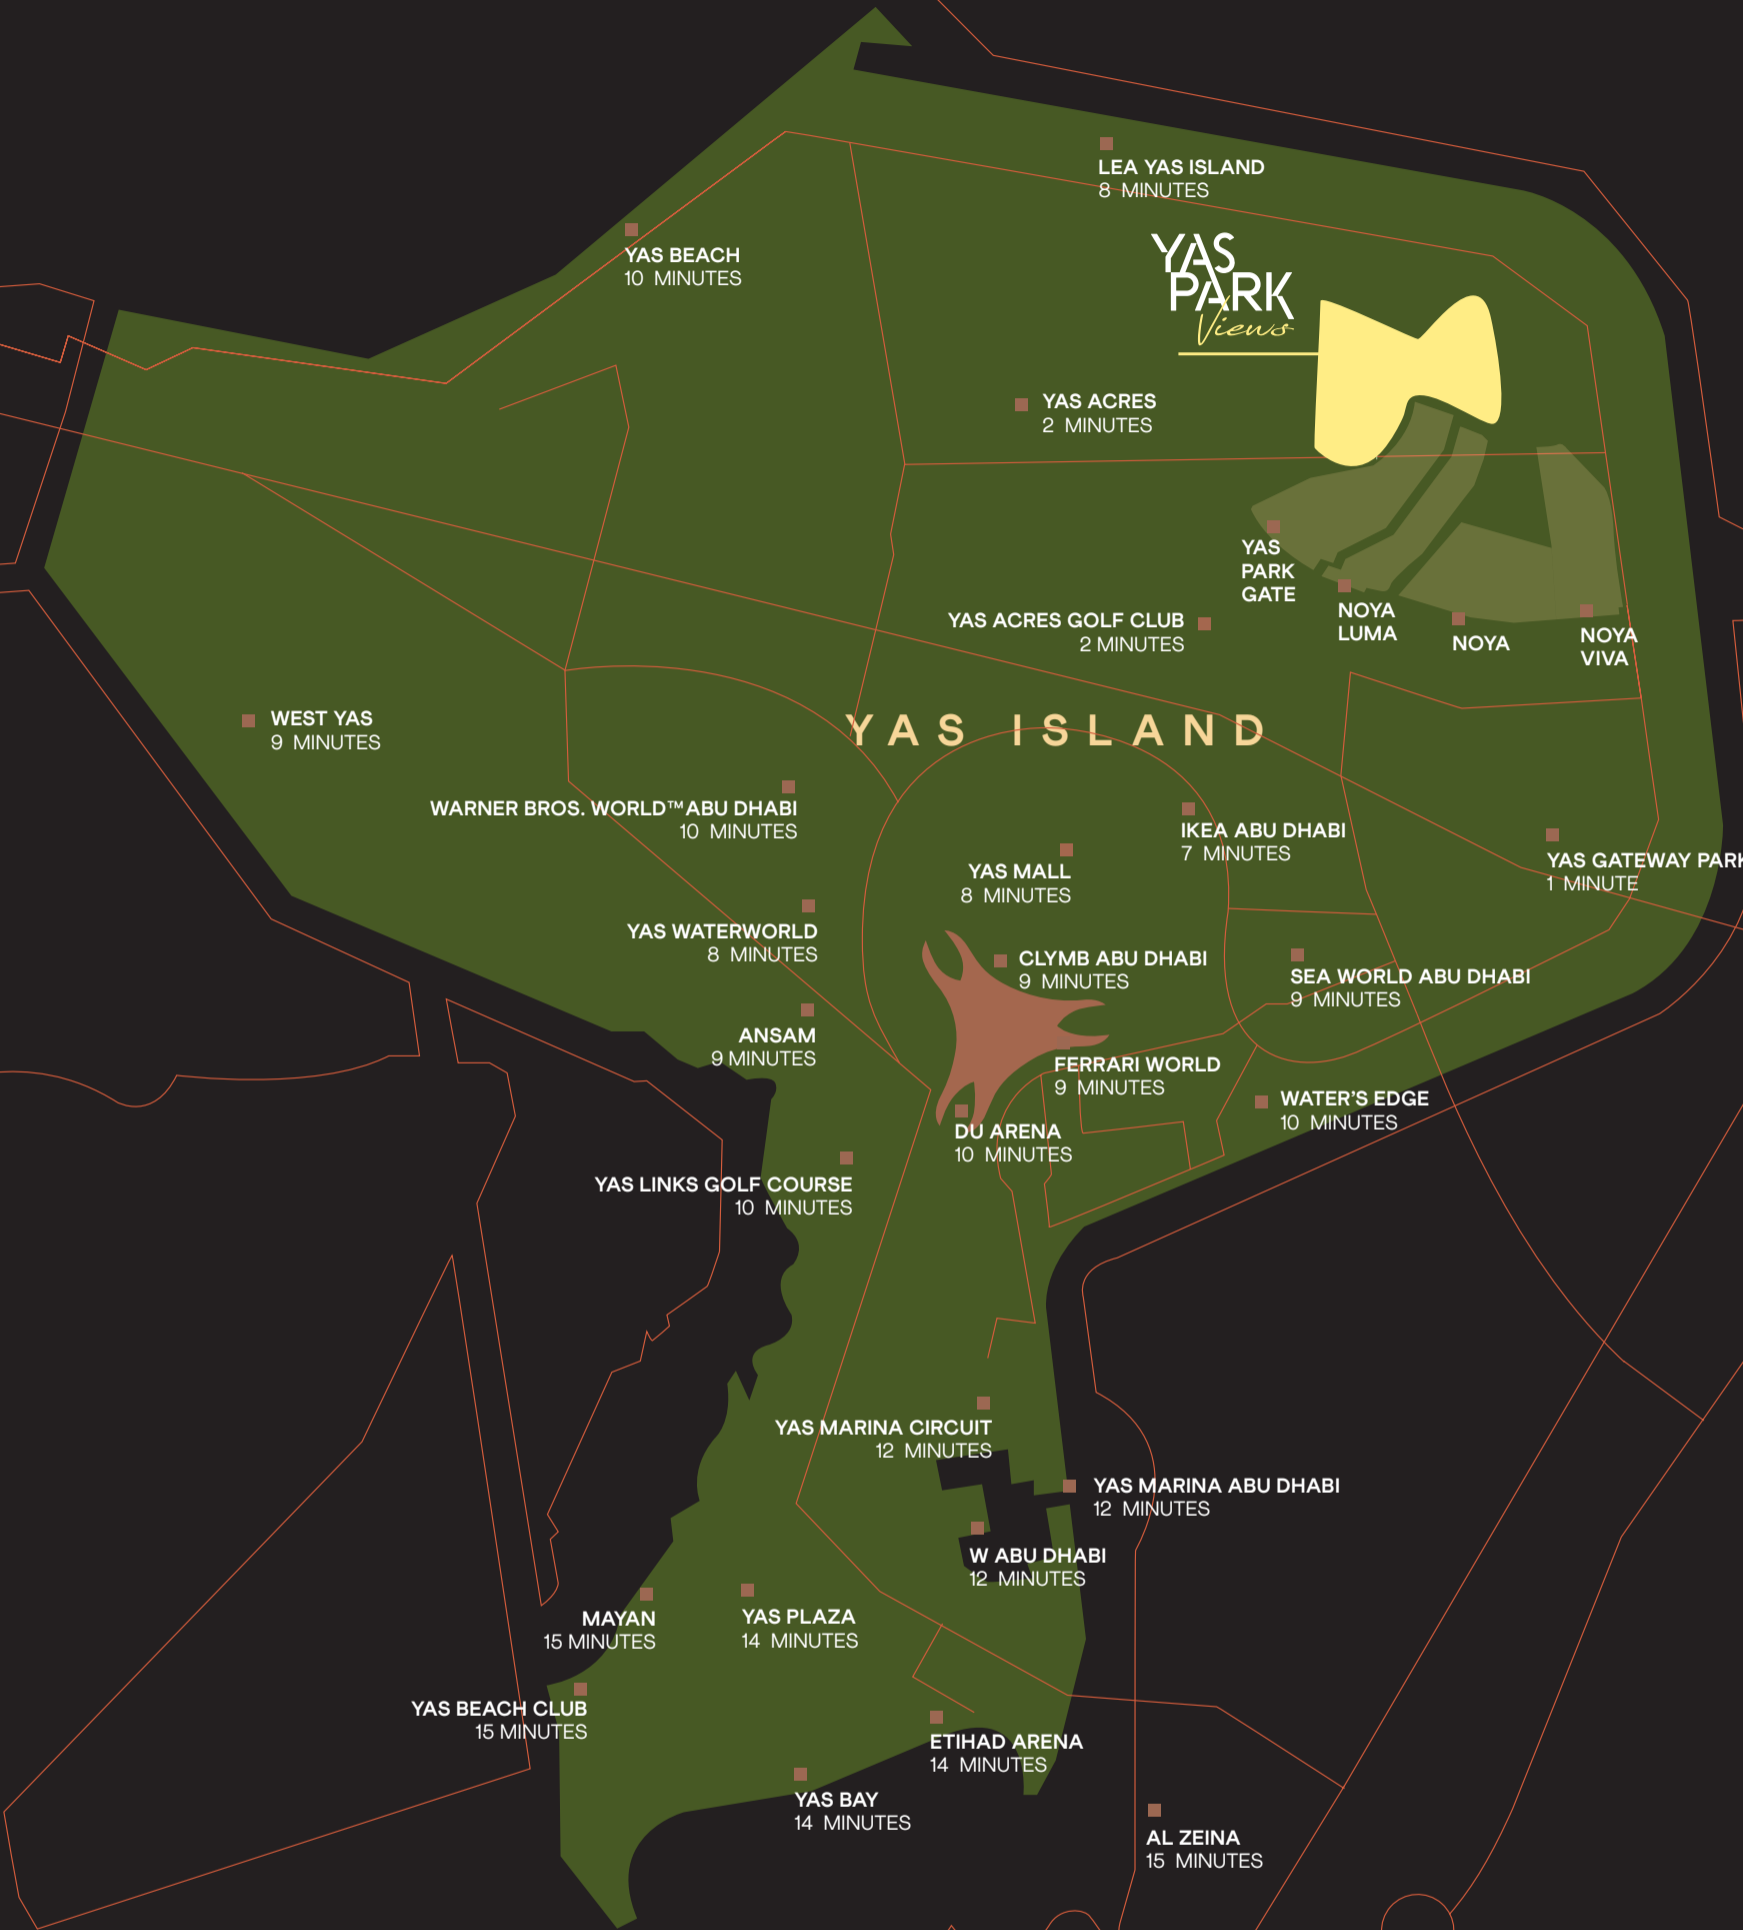 LEA YAS ISLAND
8 MINUTES
YAS BEACH
10 MINUTES
YAS
PARK
Views
YAS ACRES
2 MINUTES
YAS
PARK
GATE
NOYA
LUMA
NOYA
NOYA
VIVA
YAS ACRES GOLF CLUB
2 MINUTES
YAS ISLAND
WEST YAS
9 MINUTES
WARNER BROS. WORLD™ ABU DHABI
10 MINUTES
IKEA ABU DHABI
7 MINUTES
YAS GATEWAY PARK
1 MINUTE
YAS MALL
8 MINUTES
YAS WATERWORLD
8 MINUTES
CLYMB ABU DHABI
9 MINUTES
SEA WORLD ABU DHABI
9 MINUTES
ANSAM
9 MINUTES
FERRARI WORLD
9 MINUTES
WATER'S EDGE
10 MINUTES
DU ARENA
10 MINUTES
YAS LINKS GOLF COURSE
10 MINUTES
YAS MARINA CIRCUIT
12 MINUTES
YAS MARINA ABU DHABI
12 MINUTES
W ABU DHABI
12 MINUTES
MAYAN
15 MINUTES
YAS PLAZA
14 MINUTES
YAS BEACH CLUB
15 MINUTES
ETIHAD ARENA
14 MINUTES
YAS BAY
14 MINUTES
AL ZEINA
15 MINUTES